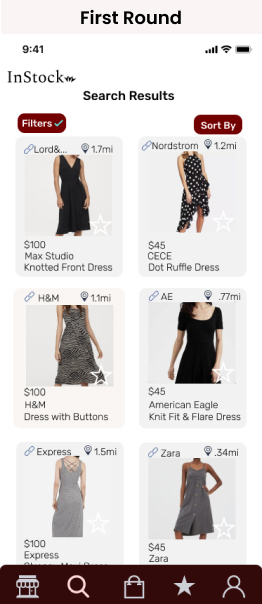 First Round
9:41
InStock
Search Results
Filters
Sort By
Lord&... 1.7mi
Nordstrom 1.2mi
$100
Max Studio
Knotted Front Dress
$45
CECE
Dot Ruffle Dress
H&M 1.1mi
AE .77mi
$100
H&M
Dress with Buttons
$45
American Eagle
Knit Fit & Flare Dress
Express 1.5mi
Zara .34mi
$100
Express
$45
Zara